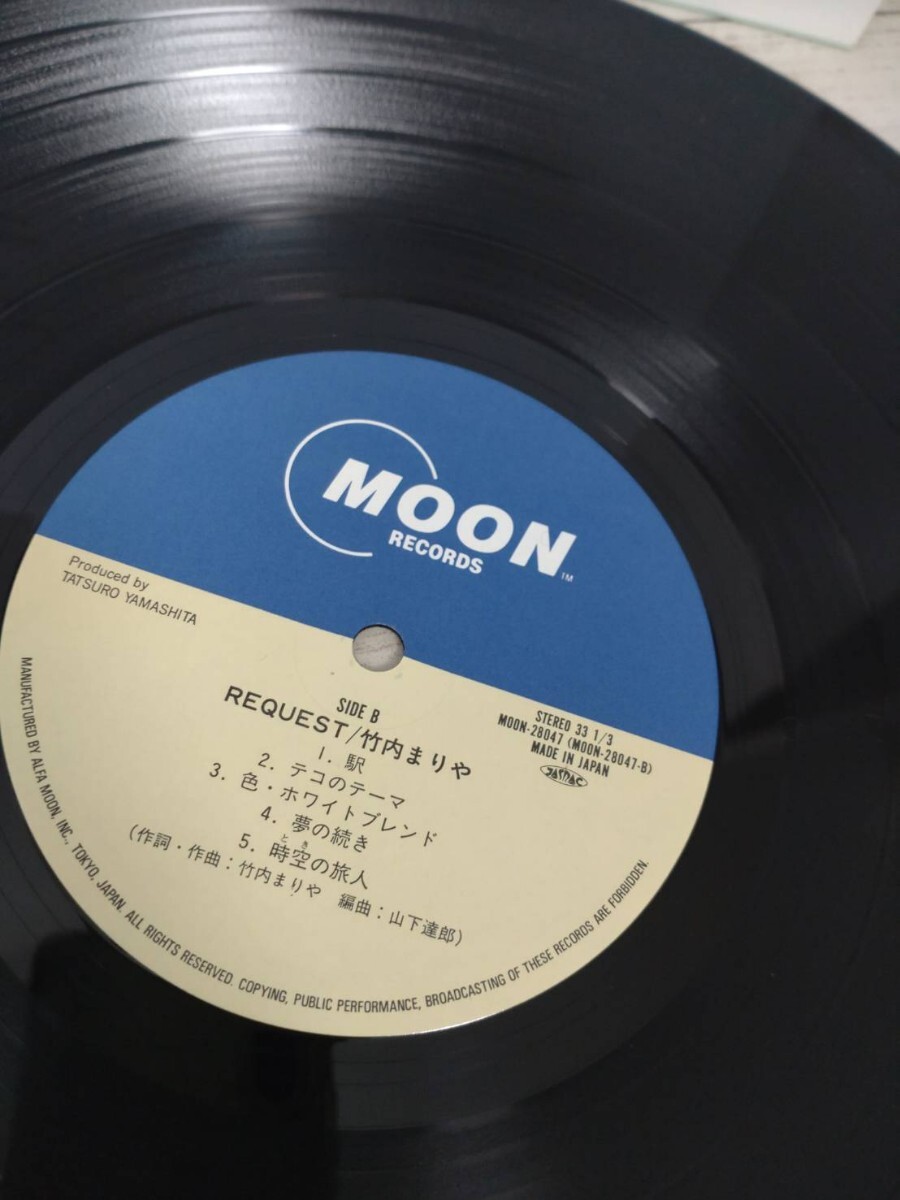 MOON
RECORDS
TM
Produced by
TATSURO YAMASHITA
SIDE B
REQUEST/竹内まりや
STEREO 33 1/3
MOON-28047 (MOON-28047-B)
MADE IN JAPAN
JASRAC
1. 駅
2. テコのテーマ
3. 色・ホワイトブレンド
4. 夢の続き
とき
5. 時空の旅人
(作詞・作曲:竹内まりや 編曲:山下達郎)
MANUFACTURED BY ALFA MOON, INC., TOKYO, JAPAN. ALL RIGHTS RESERVED. COPYING, PUBLIC PERFORMANCE, BROADCASTING OF THESE RECORDS ARE FORBIDDEN.